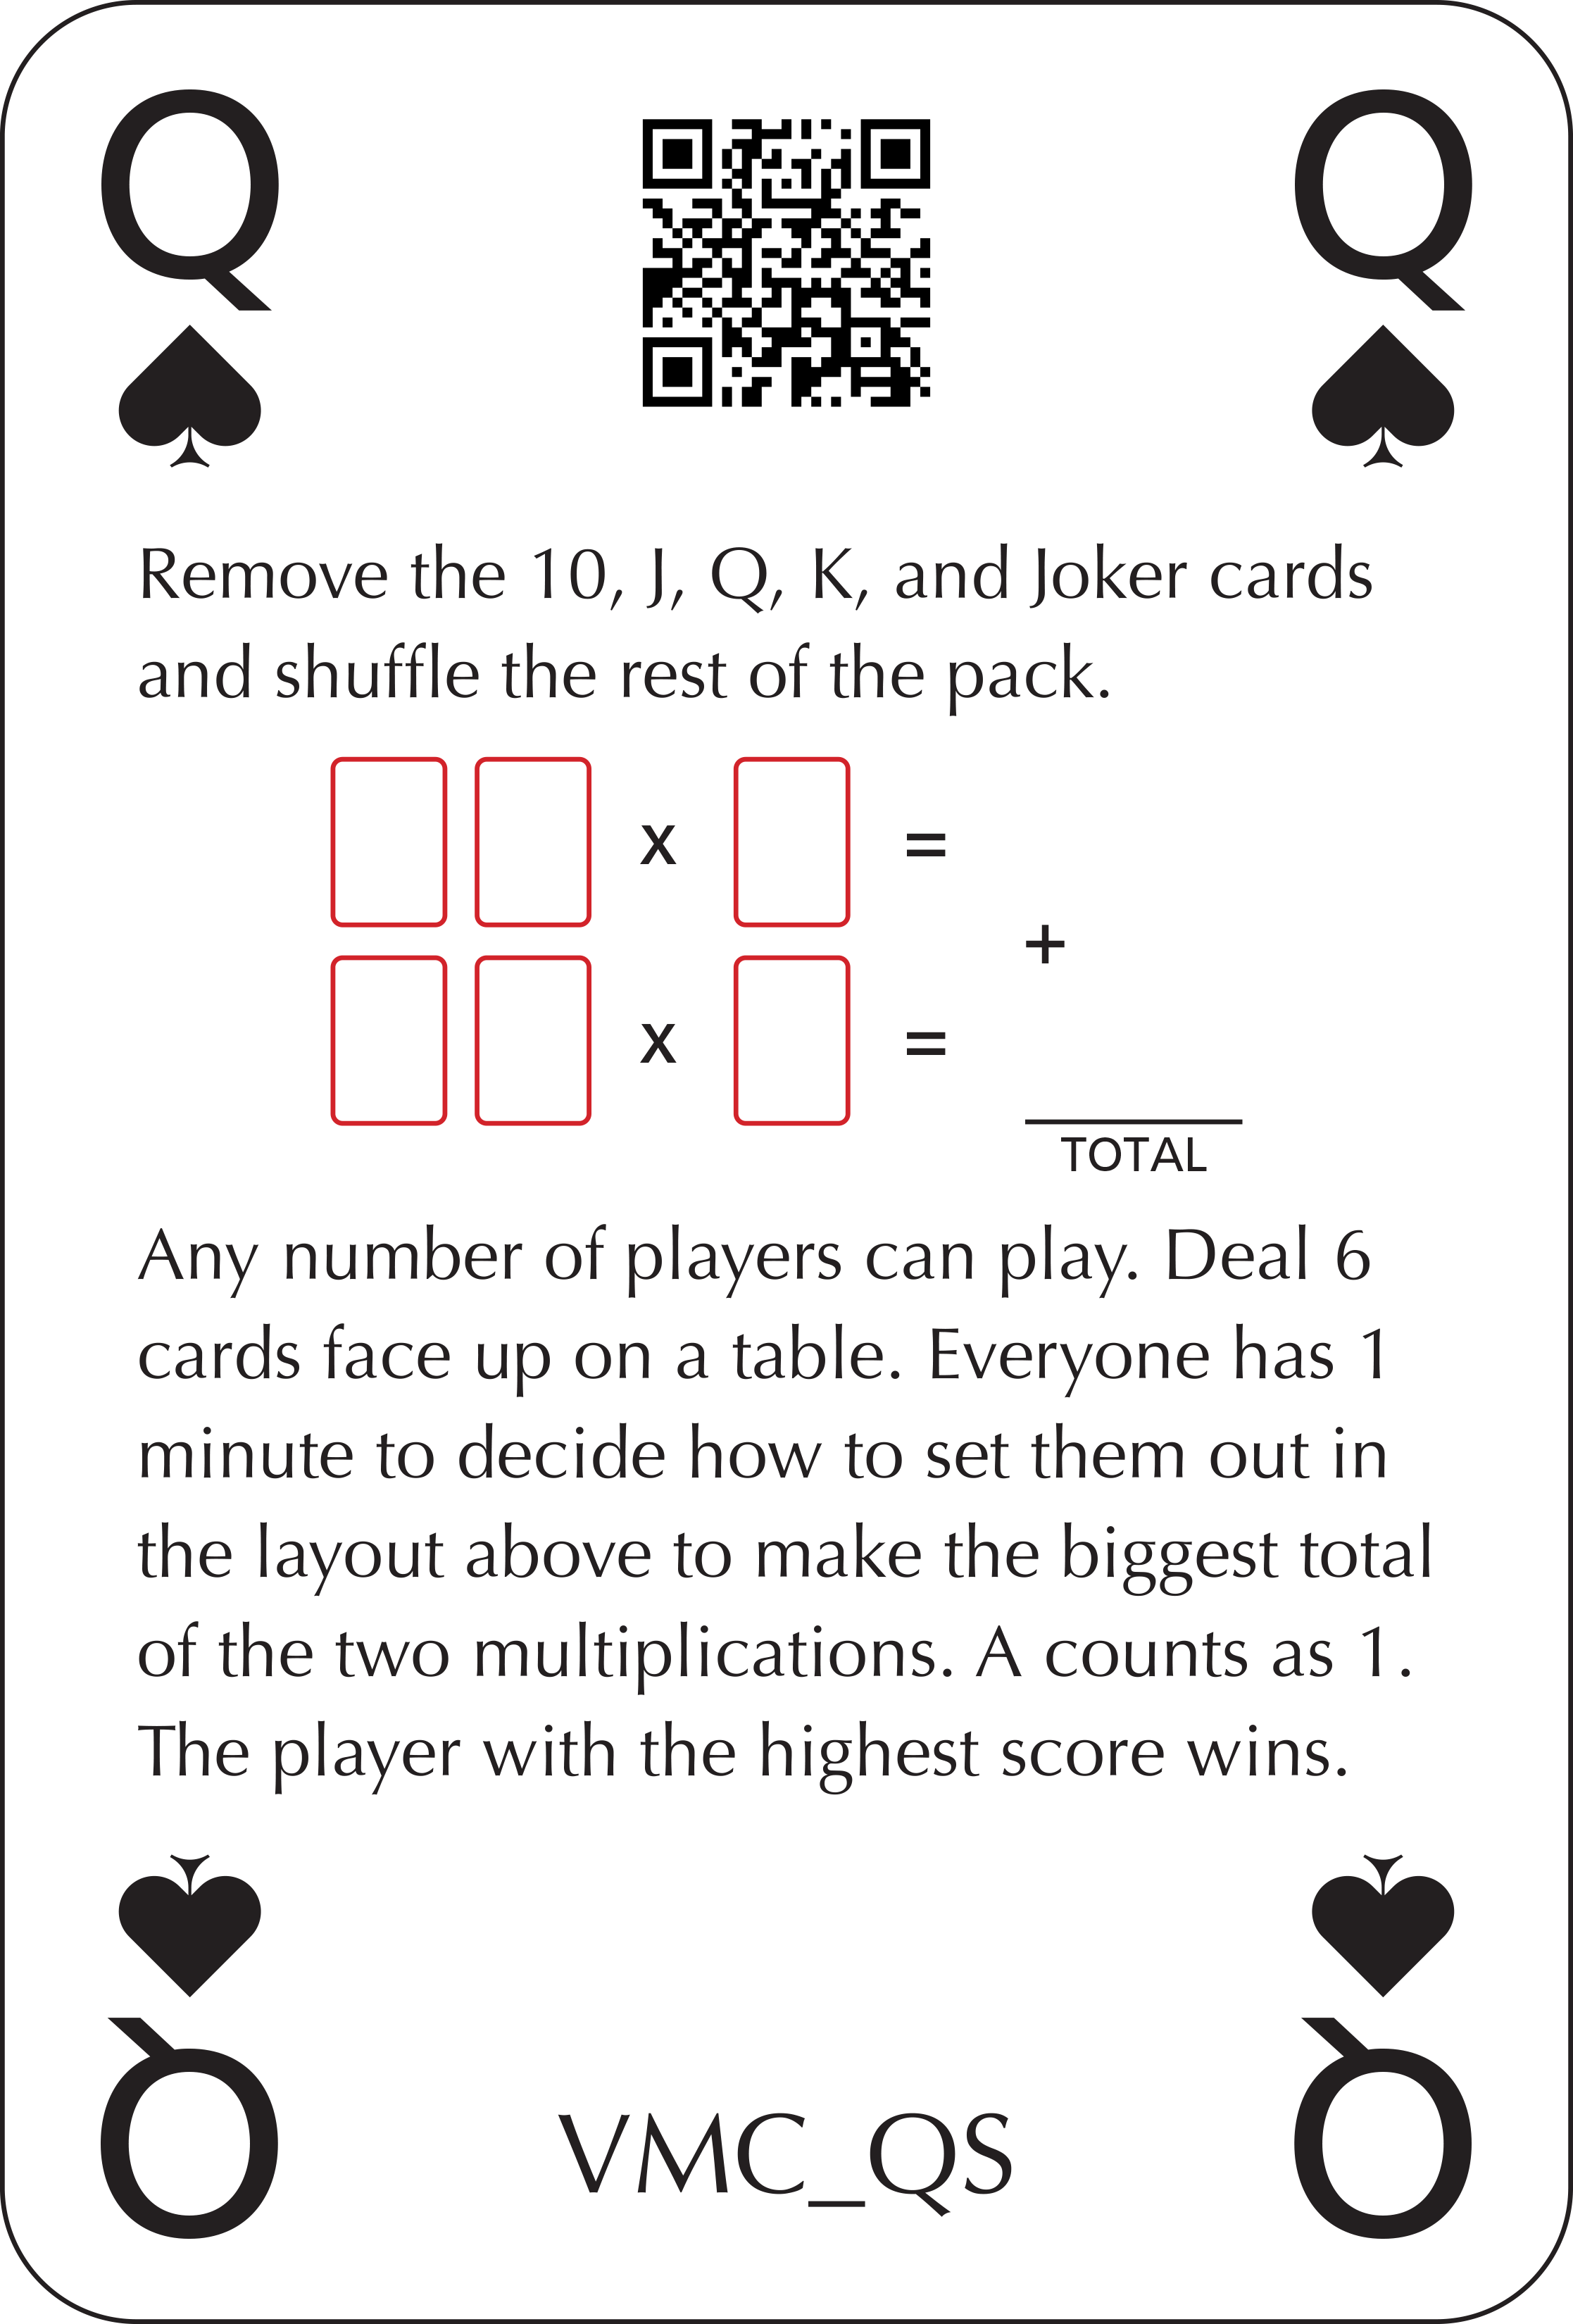 Q Q
Remove the 10, J, Q, K, and Joker cards
and shuffle the rest of the pack.
x =
+
x =
TOTAL
Any number of players can play. Deal 6
cards face up on a table. Everyone has 1
minute to decide how to set them out in
the layout above to make the biggest total
of the two multiplications. A counts as 1.
The player with the highest score wins.
Q VMC_QS Q